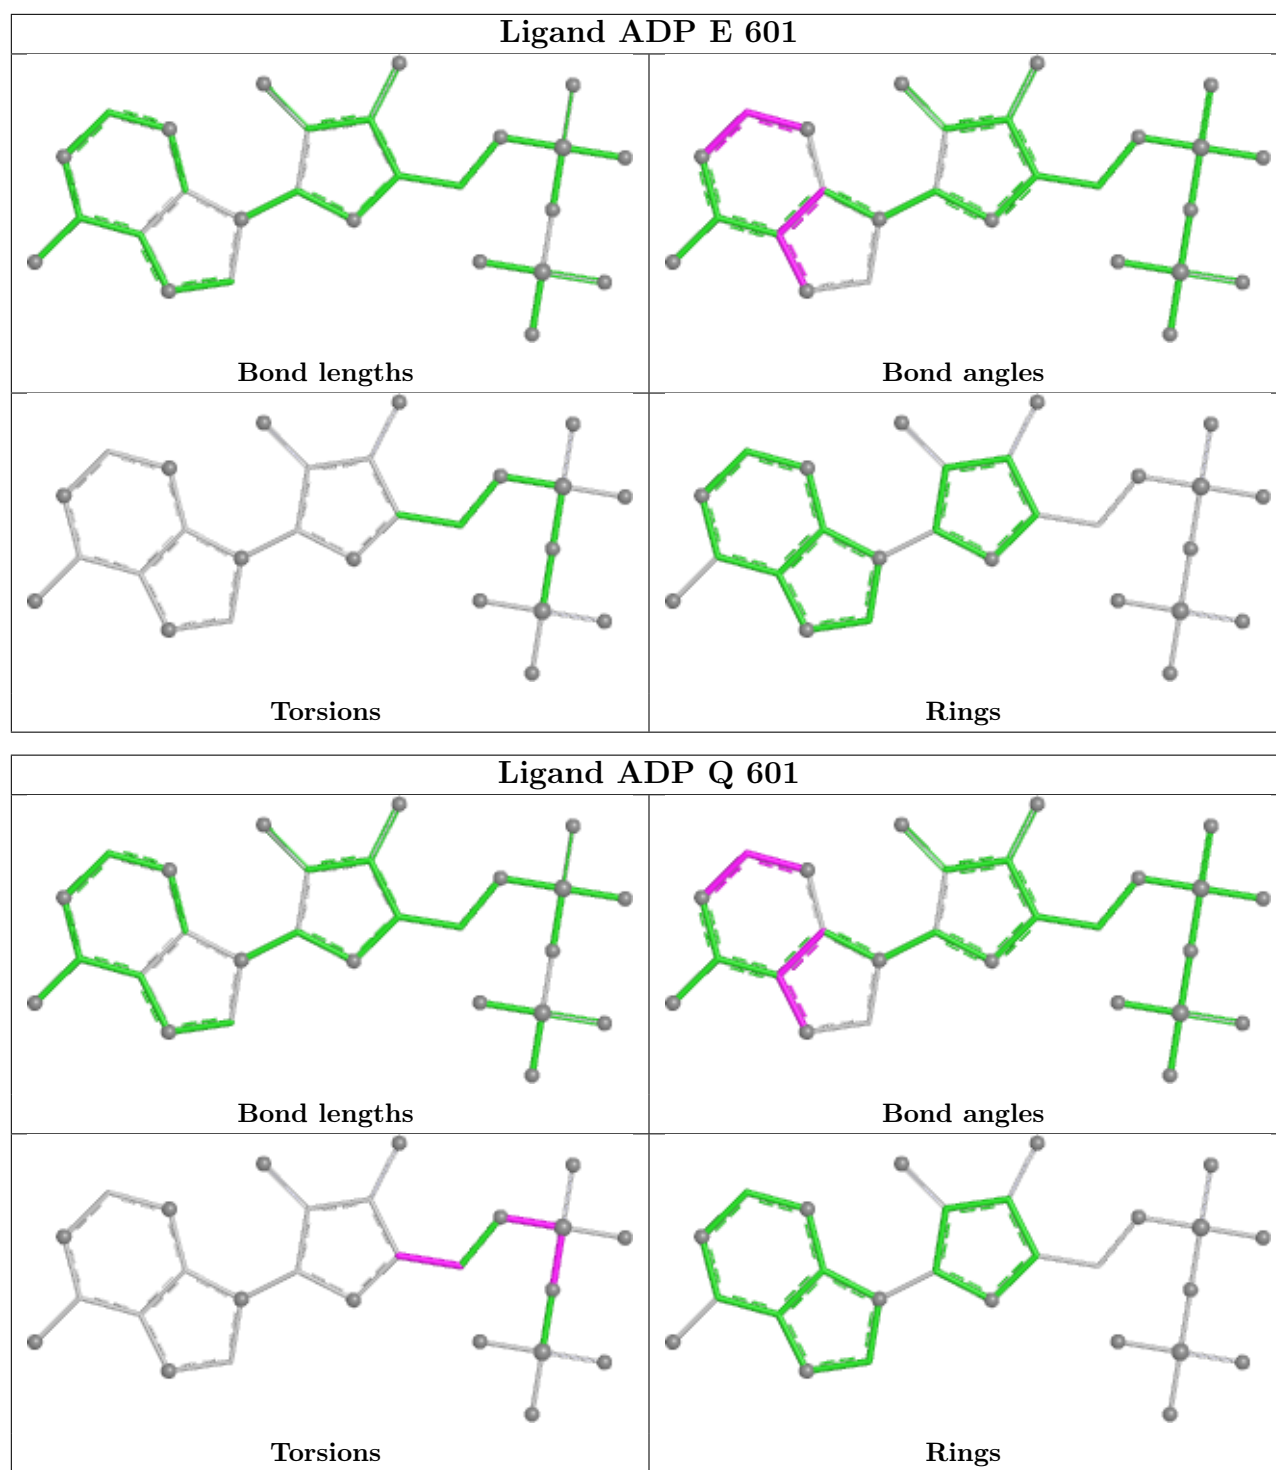 Ligand ADP E 601
Bond lengths
Bond angles
Torsions
Rings
Ligand ADP Q 601
Bond lengths
Bond angles
Torsions
Rings